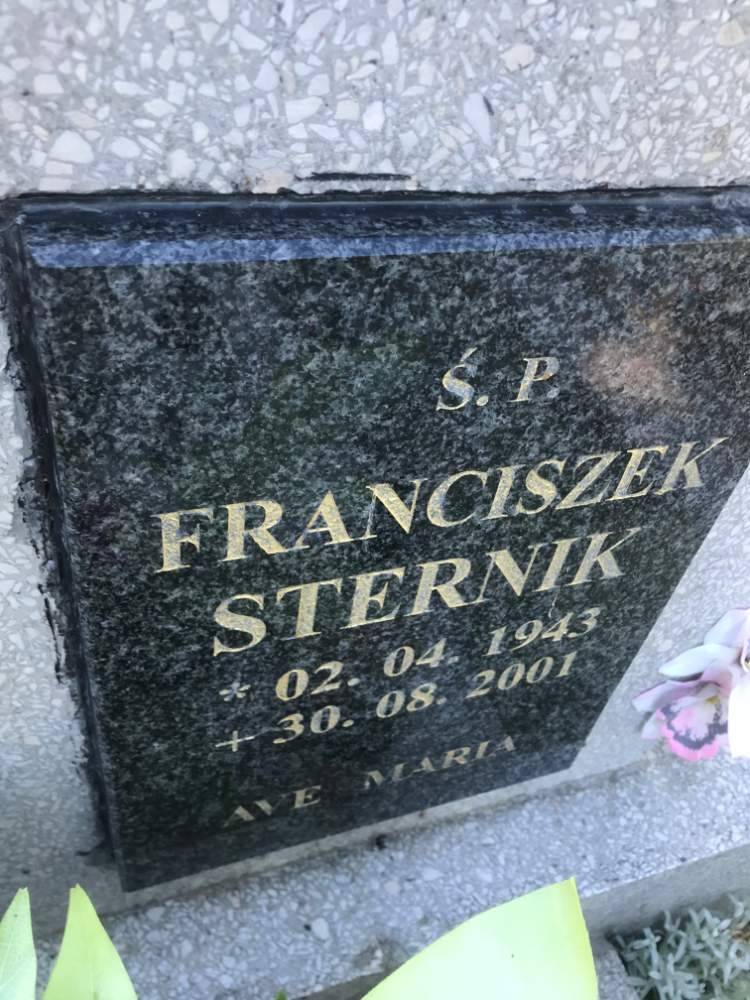 Ś. P.
FRANCISZEK
STERNIK
* 02. 04. 1943
+ 30. 08. 2001
AVE MARIA